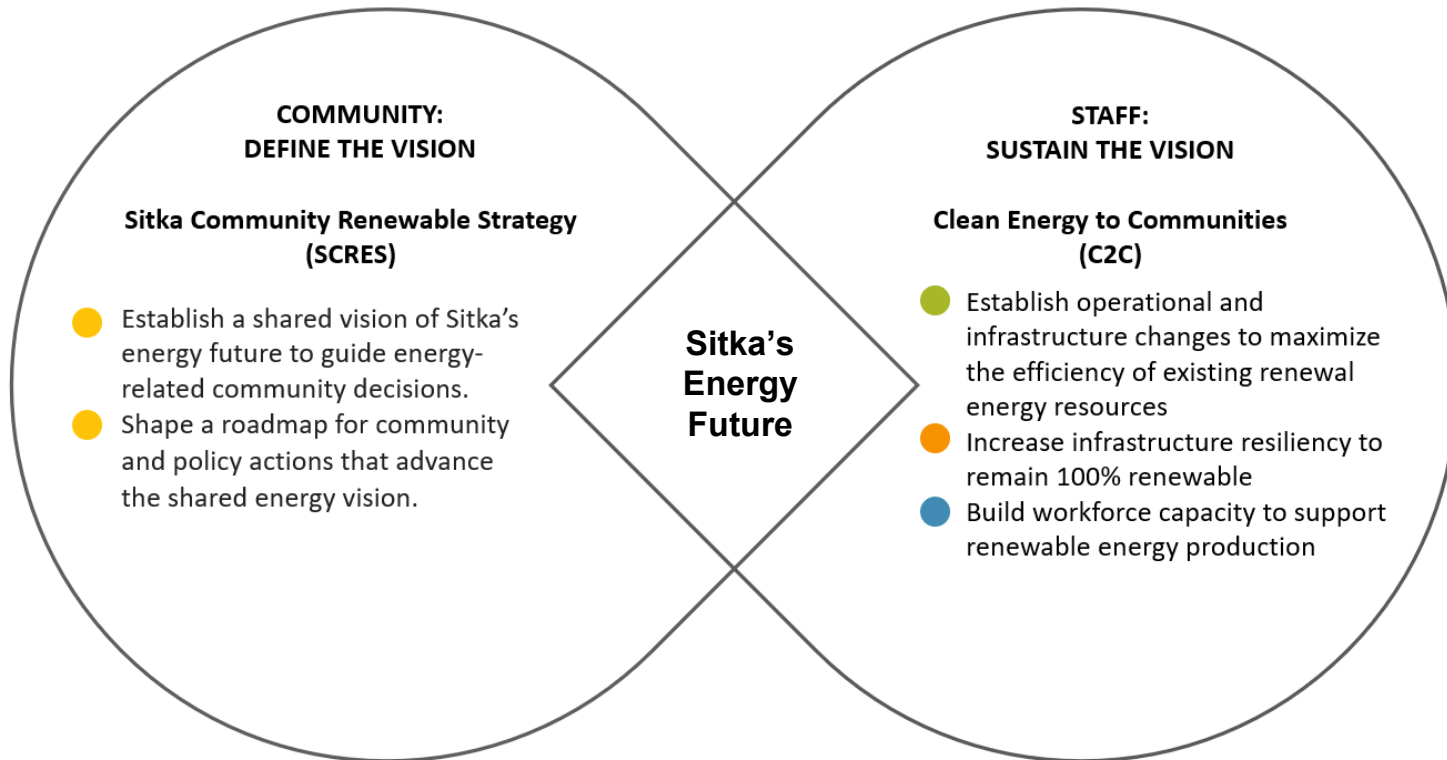 COMMUNITY:
DEFINE THE VISION
Sitka Community Renewable Strategy
(SCRES)
Establish a shared vision of Sitka's
energy future to guide energy-
related community decisions.
Shape a roadmap for community
and policy actions that advance
the shared energy vision.
Sitka's
Energy
Future
STAFF:
SUSTAIN THE VISION
Clean Energy to Communities
(C2C)
Establish operational and
infrastructure changes to maximize
the efficiency of existing renewal
energy resources
Increase infrastructure resiliency to
remain 100% renewable
Build workforce capacity to support
renewable energy production